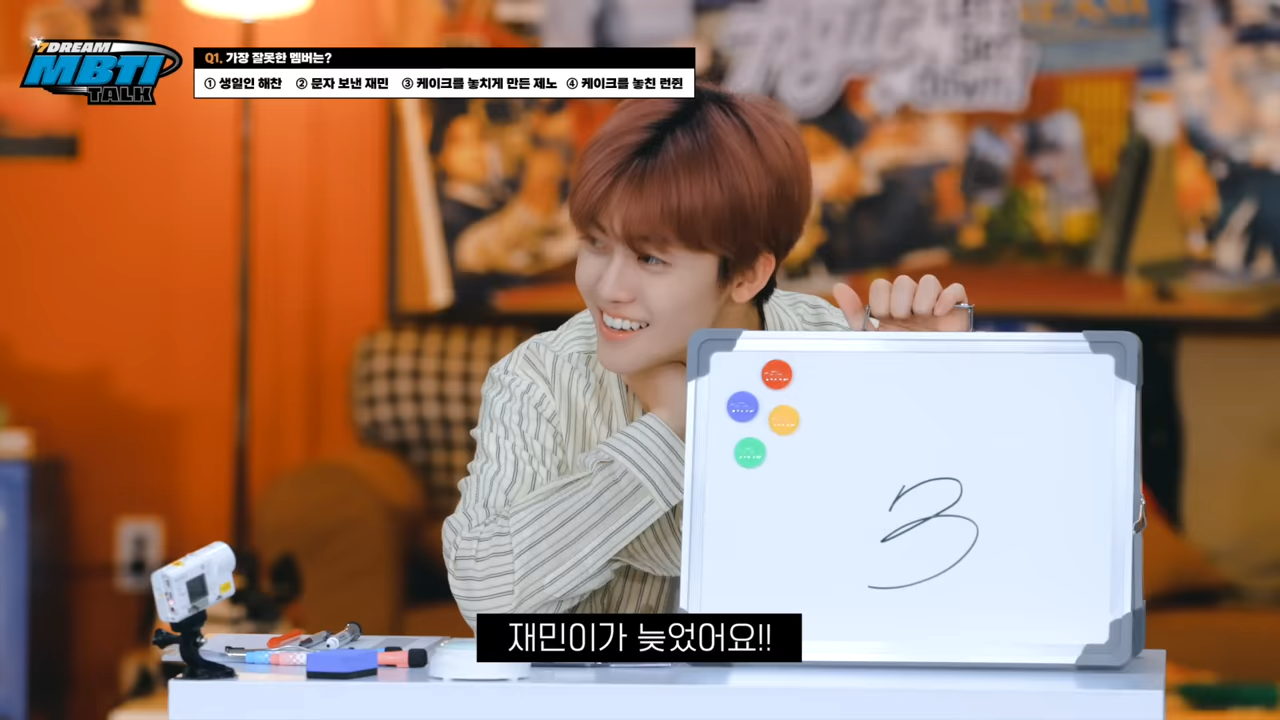 7DREAM
MBTI
TALK
Q1. 가장 잘못한 멤버는?
① 생일인 해찬 ② 문자 보낸 재민 ③ 케이크를 놓치게 만든 제노 ④ 케이크를 놓친 런쥔
3
재민이가 늦었어요!!